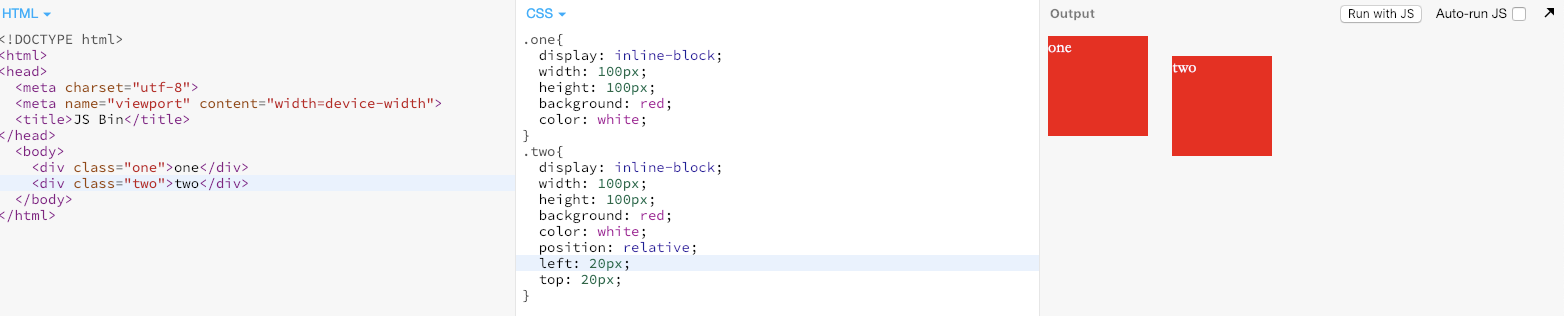 HTML
<!DOCTYPE html>
<html>
<head>
  <meta charset="utf-8">
  <meta name="viewport" content="width=device-width">
  <title>JS Bin</title>
</head>
  <body>
    <div class="one">one</div>
    <div class="two">two</div>
  </body>
</html>
CSS
.one{
  display: inline-block;
  width: 100px;
  height: 100px;
  background: red;
  color: white;
}
.two{
  display: inline-block;
  width: 100px;
  height: 100px;
  background: red;
  color: white;
  position: relative;
  left: 20px;
  top: 20px;
}
Output
Run with JS
Auto-run JS
one
two